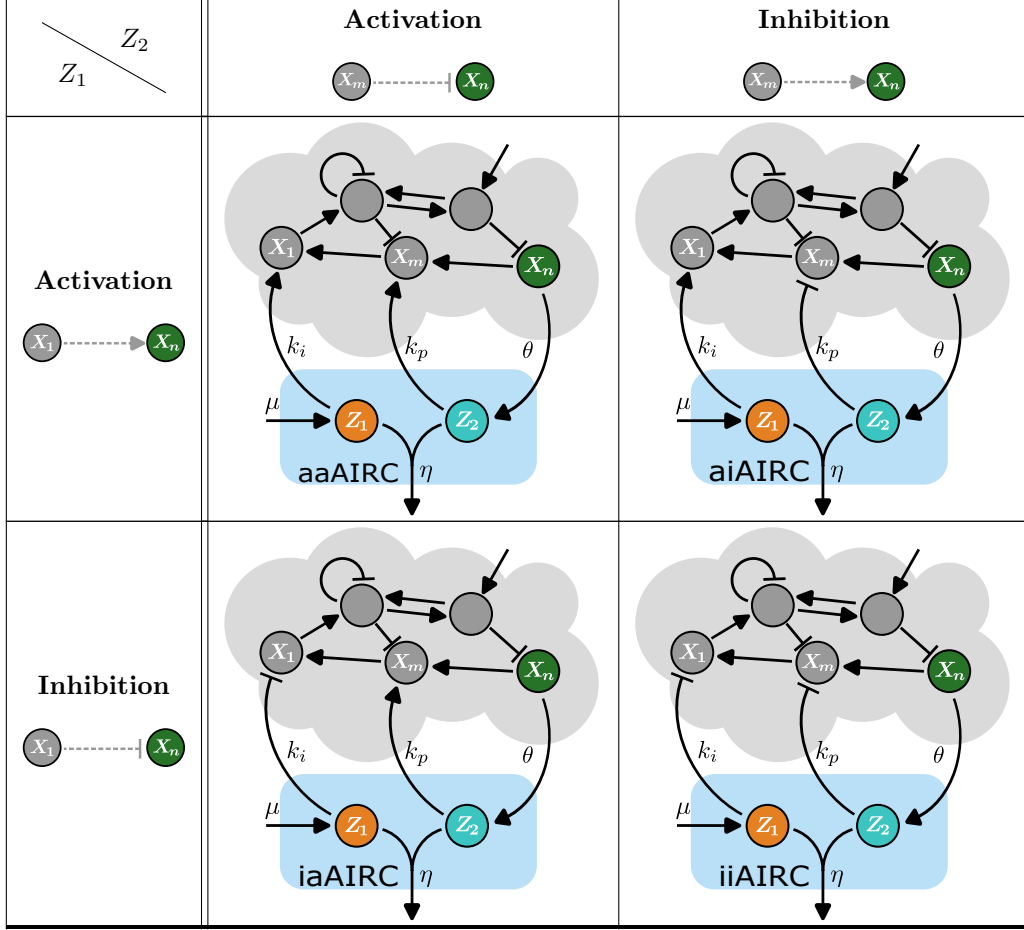 Z₂
Z₁
Activation
Xₘ Xₙ
Inhibition
Xₘ Xₙ
Activation
X₁ Xₙ
X₁ Xₘ Xₙ
kᵢ kₚ θ
μ Z₁ Z₂
aaAIRC η
X₁ Xₘ Xₙ
kᵢ kₚ θ
μ Z₁ Z₂
aiAIRC η
Inhibition
X₁ Xₙ
X₁ Xₘ Xₙ
kᵢ kₚ θ
μ Z₁ Z₂
iaAIRC η
X₁ Xₘ Xₙ
kᵢ kₚ θ
μ Z₁ Z₂
iiAIRC η